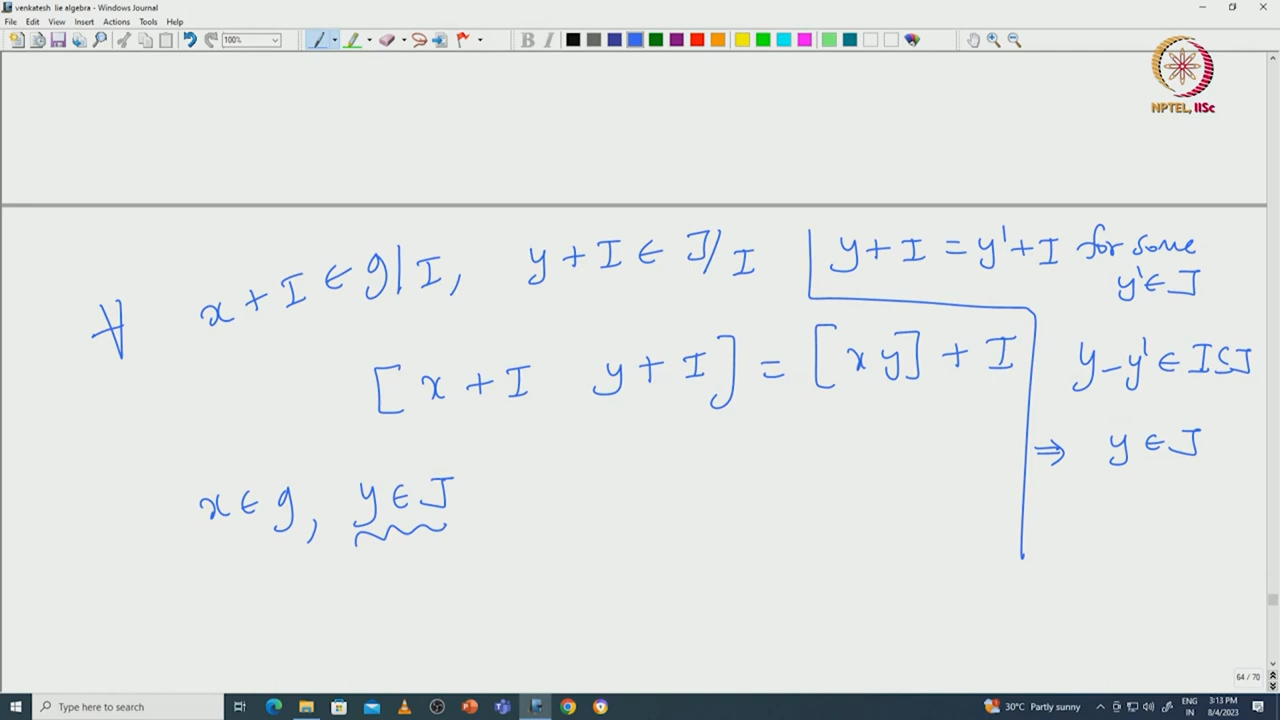 venkatesh lie algebra - Windows Journal
File Edit View Insert Actions Tools Help
100%
NPTEL, IISc
∀ x + I ∈ g | I, y + I ∈ J/I
[x + I y + I] = [x y] + I
x ∈ g, y ∈ J
y + I = y' + I for some
y' ∈ J
y - y' ∈ I ⊆ J
⇒ y ∈ J
64 / 70
Type here to search
30°C Partly sunny
ENG
IN
3:13 PM
8/4/2023